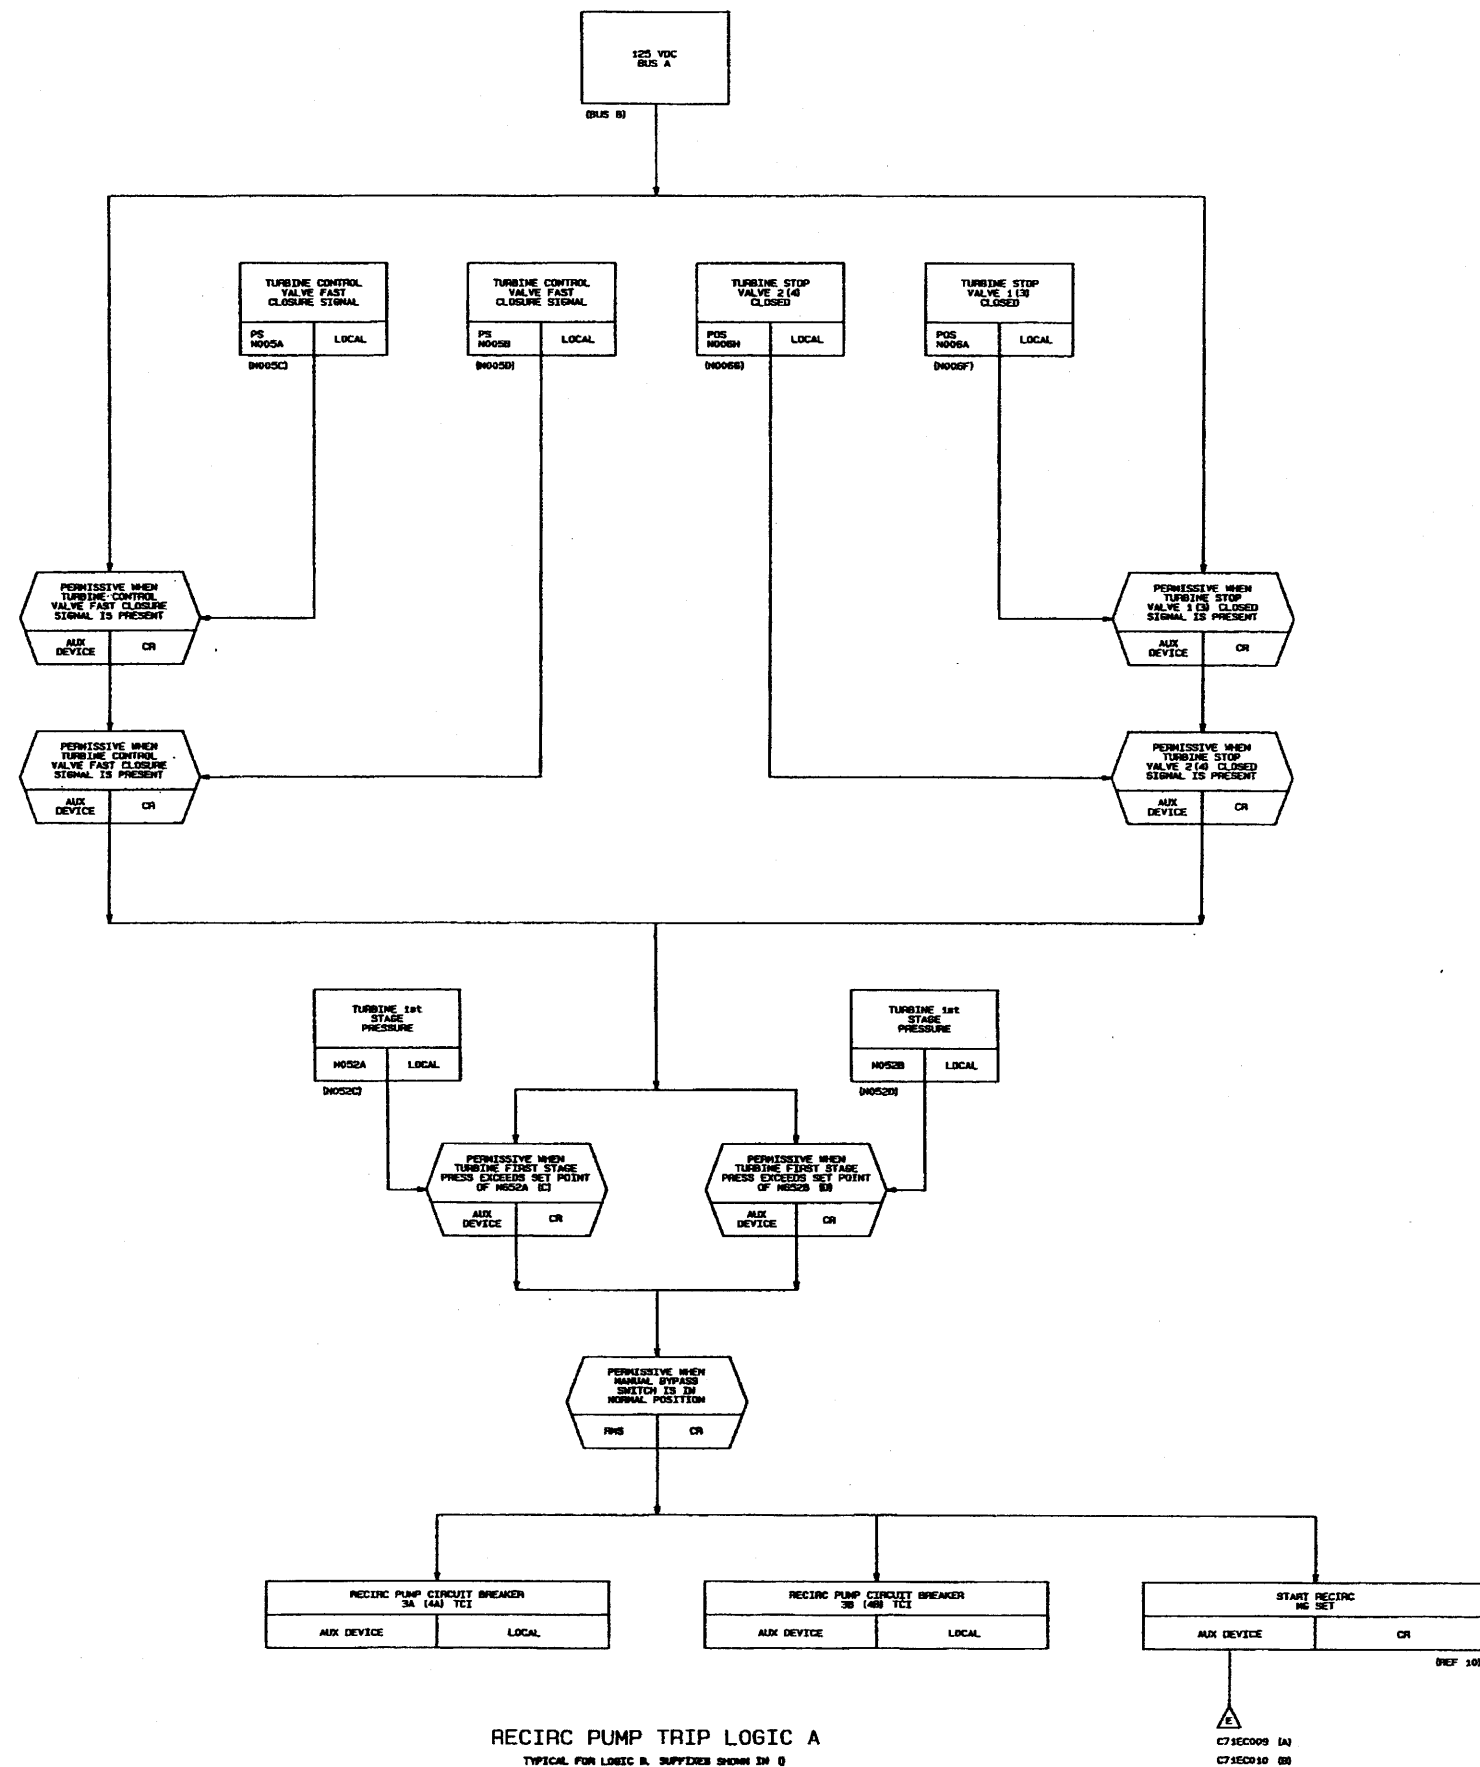 125 VDC
BUS A
(BUS B)
TURBINE CONTROL
VALVE FAST
CLOSURE SIGNAL
PS
N005A
LOCAL
(N005C)
TURBINE CONTROL
VALVE FAST
CLOSURE SIGNAL
PS
N005B
LOCAL
(N005D)
TURBINE STOP
VALVE 2(4)
CLOSED
POS
N006H
LOCAL
(N006G)
TURBINE STOP
VALVE 1(3)
CLOSED
POS
N006A
LOCAL
(N006F)
PERMISSIVE WHEN
TURBINE CONTROL
VALVE FAST CLOSURE
SIGNAL IS PRESENT
AUX
DEVICE
CR
PERMISSIVE WHEN
TURBINE STOP
VALVE 1(3) CLOSED
SIGNAL IS PRESENT
AUX
DEVICE
CR
PERMISSIVE WHEN
TURBINE CONTROL
VALVE FAST CLOSURE
SIGNAL IS PRESENT
AUX
DEVICE
CR
PERMISSIVE WHEN
TURBINE STOP
VALVE 2(4) CLOSED
SIGNAL IS PRESENT
AUX
DEVICE
CR
TURBINE 1st
STAGE
PRESSURE
N052A
LOCAL
(N052C)
TURBINE 1st
STAGE
PRESSURE
N052B
LOCAL
(N052D)
PERMISSIVE WHEN
TURBINE FIRST STAGE
PRESS EXCEEDS SET POINT
OF N652A (C)
AUX
DEVICE
CR
PERMISSIVE WHEN
TURBINE FIRST STAGE
PRESS EXCEEDS SET POINT
OF N652B (D)
AUX
DEVICE
CR
PERMISSIVE WHEN
MANUAL BYPASS
SWITCH IS IN
NORMAL POSITION
RMS
CR
RECIRC PUMP CIRCUIT BREAKER
3A (4A) TCI
AUX DEVICE
LOCAL
RECIRC PUMP CIRCUIT BREAKER
3B (4B) TCI
AUX DEVICE
LOCAL
START RECIRC
MG SET
AUX DEVICE
CR
(REF 10)
E
C71EC009 (A)
C71EC010 (B)
RECIRC PUMP TRIP LOGIC A
TYPICAL FOR LOGIC B, SUFFIXES SHOWN IN ()